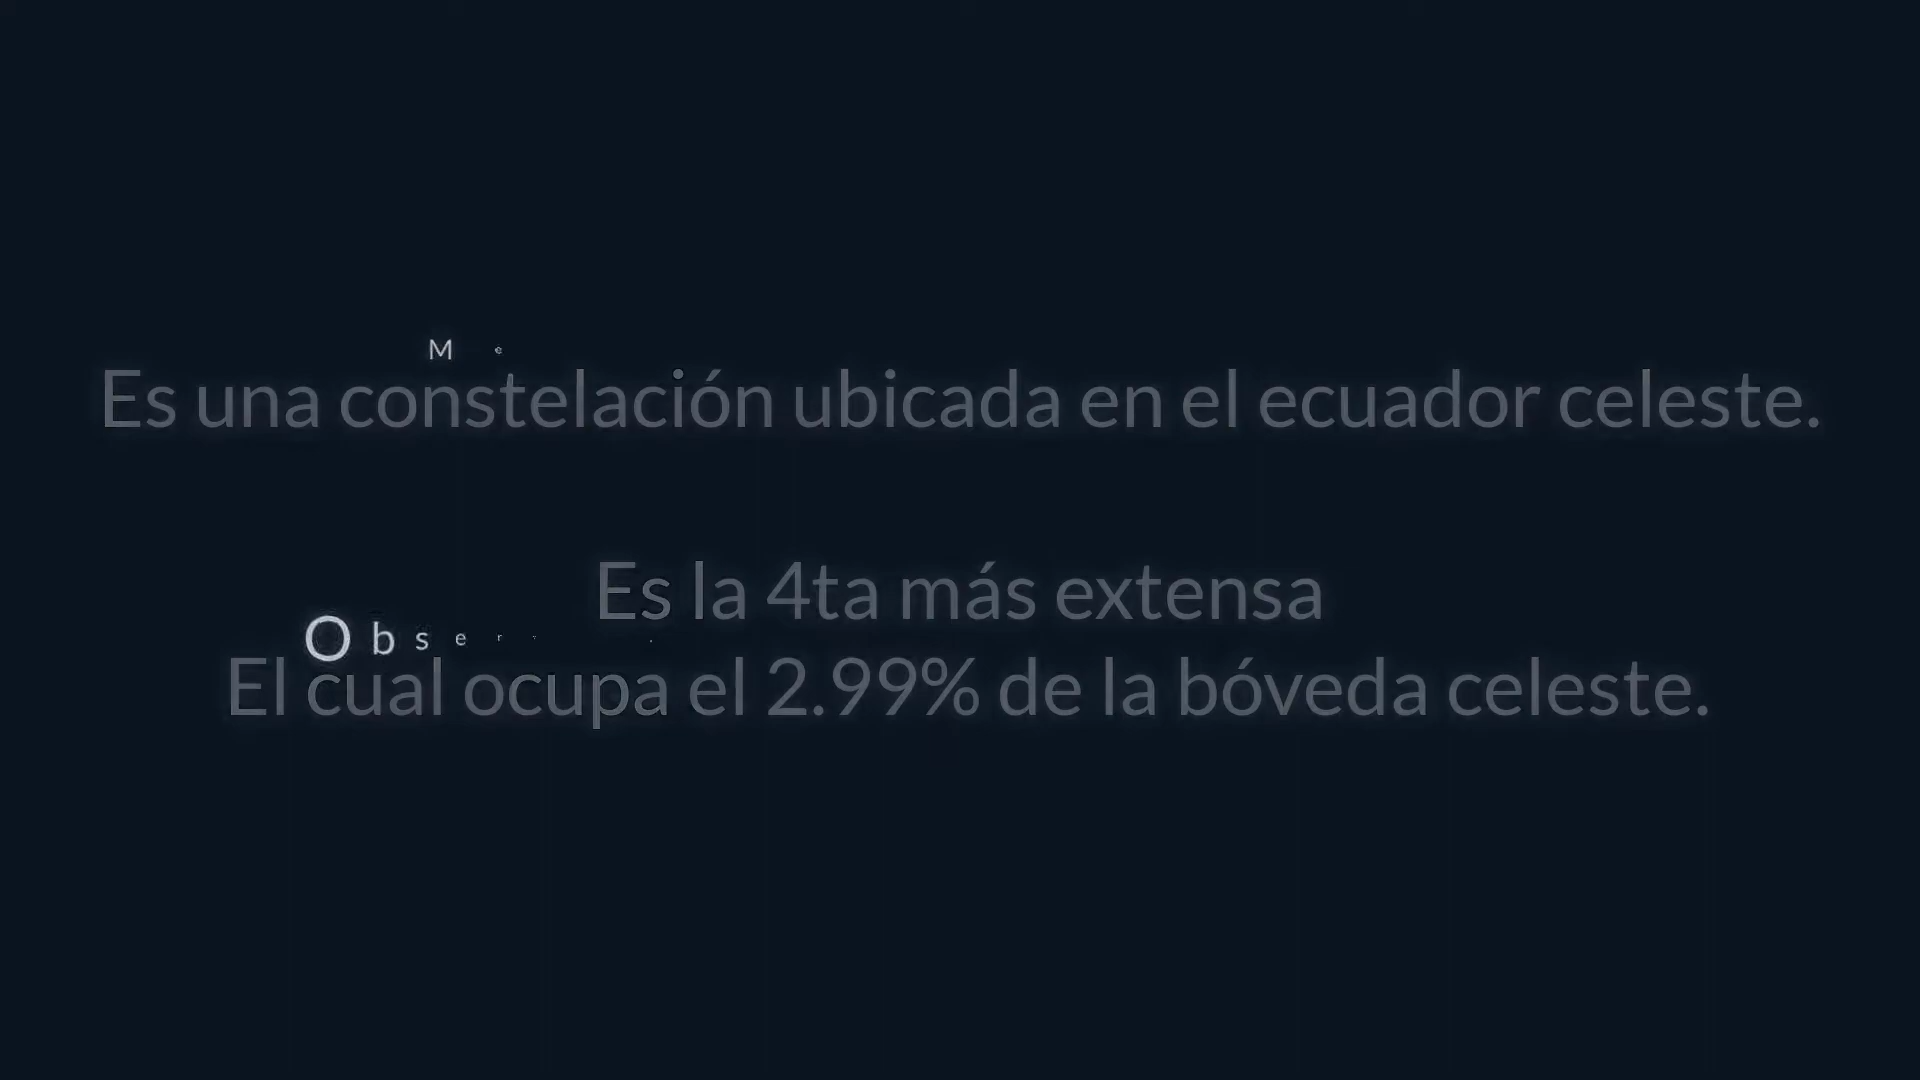 M e
Es una constelación ubicada en el ecuador celeste.
Es la 4ta más extensa
O b s e r
El cual ocupa el 2.99% de la bóveda celeste.